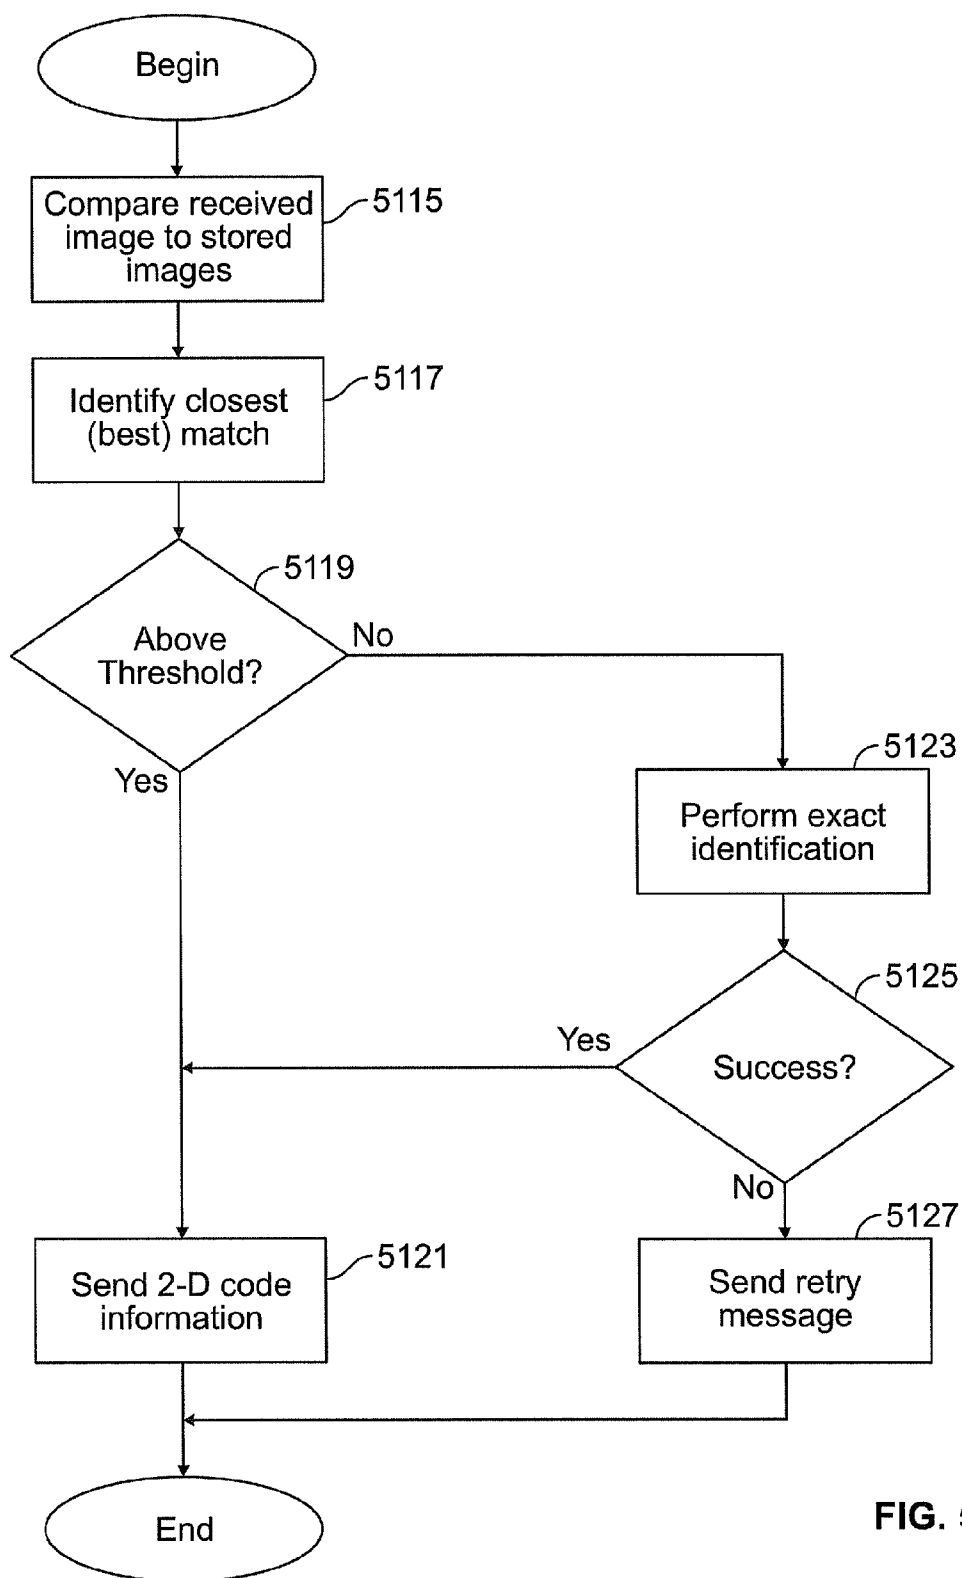 Begin
Compare received
image to stored
images
5115
Identify closest
(best) match
5117
5119
Above
Threshold?
No
Yes
5123
Perform exact
identification
5125
Success?
Yes
No
5127
Send retry
message
5121
Send 2-D code
information
End
FIG.